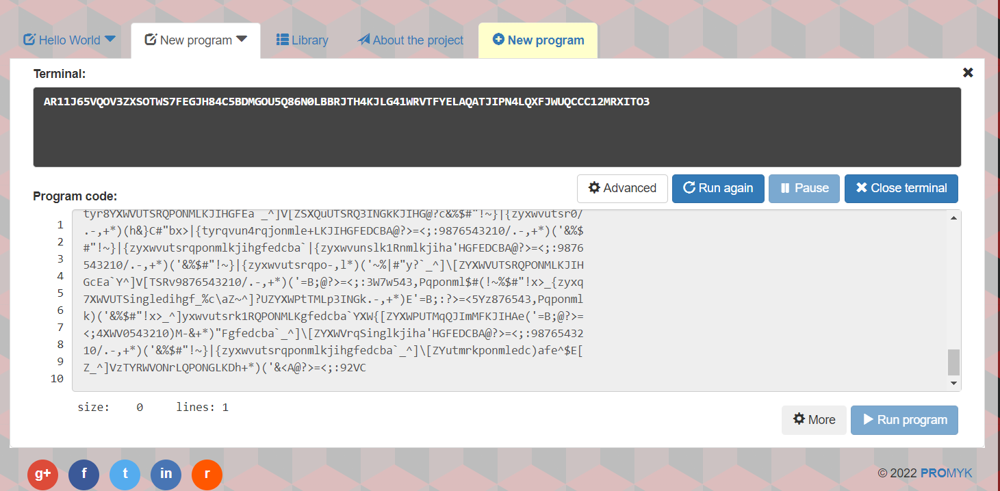 Hello World New program Library About the project New program
Terminal:
AR11J65VQOV3ZXSOTWS7FEGJH84C5BDMGOU5Q86N0LBBRJTH4KJLG41WRVTFYELAQATJIPN4LQXFJWUQCCC12MRXITO3
Advanced Run again Pause Close terminal
Program code:
tyr8YXWVUTSRQPONMLKJIHGFEa _^]V[ZSXQuUTSRQ3INGkKJIHG@?c&%$#"!~}|{zyxwvutsr0/
1 .-,+*)(h&}C#"bx>|{tyrqvun4rqjonmle+LKJIHGFEDCBA@?>=<;:9876543210/.-,+*)('&%$
2 #"!~}|{zyxwvutsrqponmlkjihgfedcba`|{zyxwvunslk1Rnmlkjiha'HGFEDCBA@?>=<;:9876
3 543210/.-,+*)('&%$#"!~}|{zyxwvutsrqpo-,l*)('~%|#"y?`_^]\[ZYXWVUTSRQPONMLKJIH
4 GcEa`Y^]V[TSRv9876543210/.-,+*)('=B;@?>=<;:3W7w543,Pqponml$#(!~%$#"!x>_{zyxq
5 7XWVUTSingledihgf_%c\aZ~^]?UZYXWPtTMLp3INGk.-,+*)E'=B;:?>=<5Yz876543,Pqponml
6 k)('&%$#"!x>_^]yxwvutsrk1RQPONMLKgfedcba`YXW{[ZYXWPUTMqQJImMFKJIHAe('=B;@?>=
7 <;4XWV0543210)M-&+*)"Fgfedcba`_^]\[ZYXWVrqSinglkjiha'HGFEDCBA@?>=<;:98765432
8 10/.-,+*)('&%$#"!~}|{zyxwvutsrqponmlkjihgfedcba`_^]\[ZYutmrkponmledc)afe^$E[
9 Z_^]VzTYRWVONrLQPONGLKDh+*)('&<A@?>=<;:92VC
10
size: 0 lines: 1
More Run program
g+ f t in r
© 2022 PROMYK